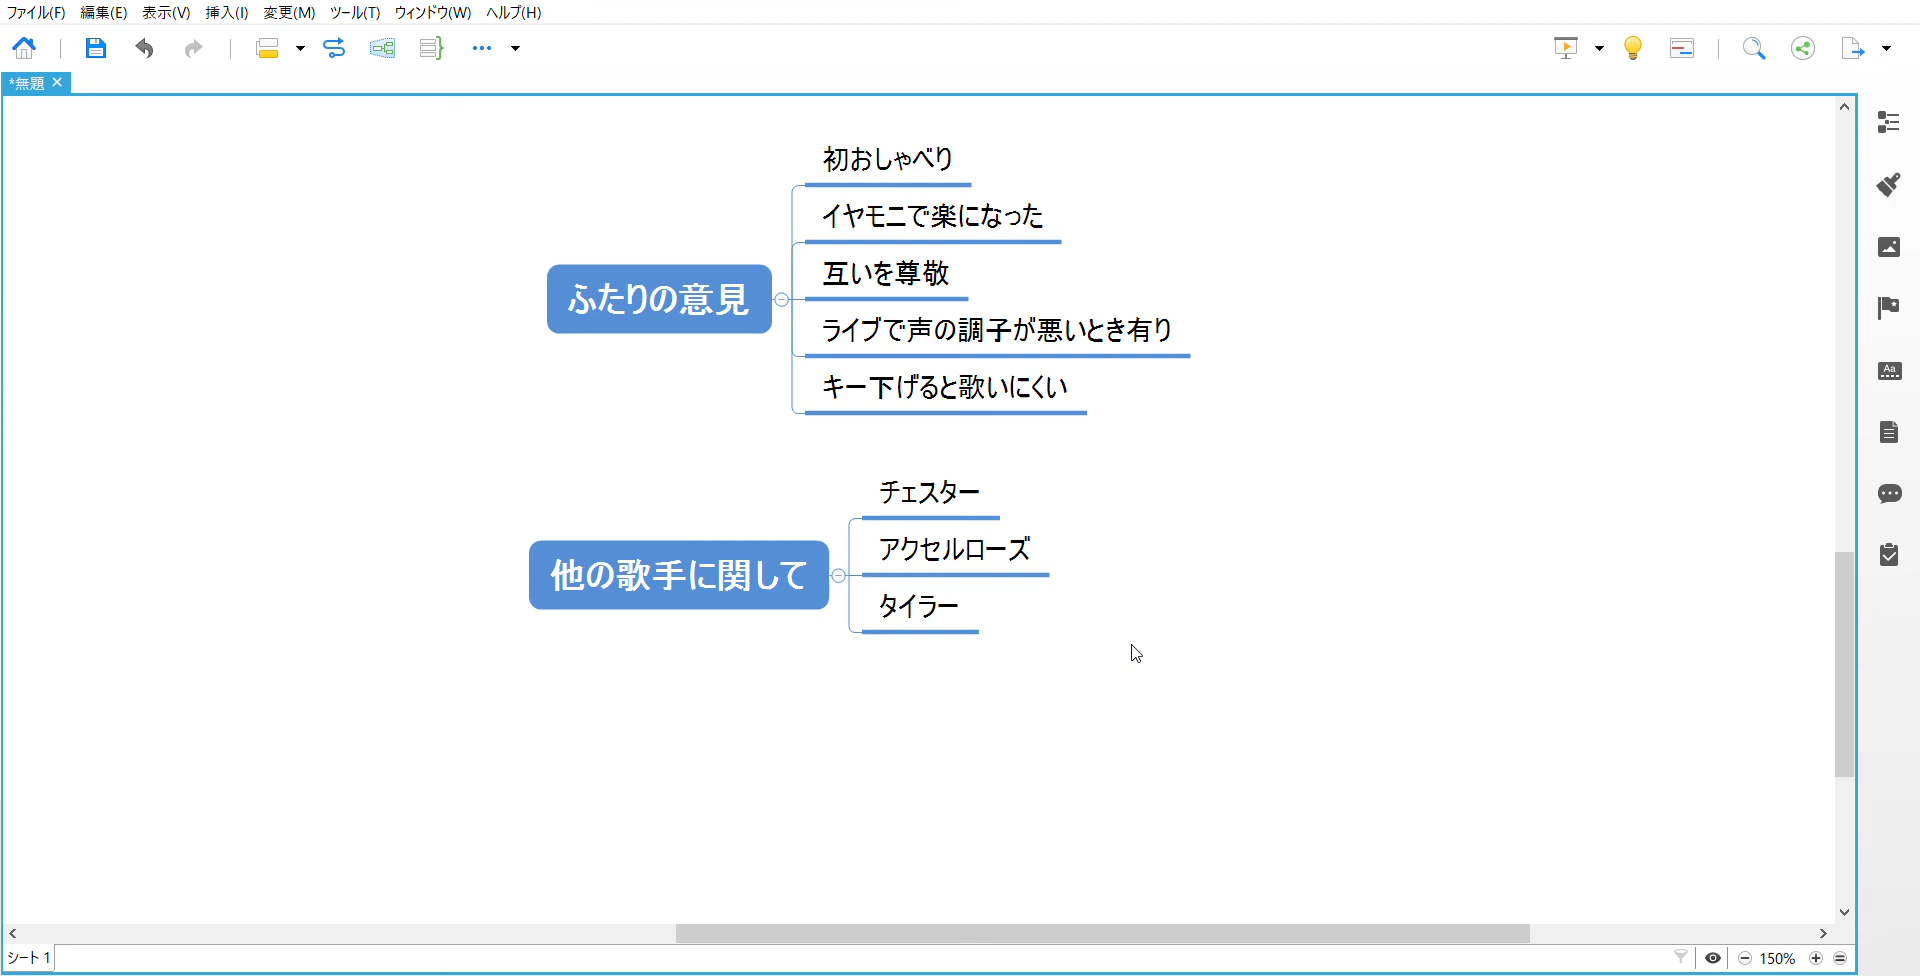 ファイル(F) 編集(E) 表示(V) 挿入(I) 変更(M) ツール(T) ウィンドウ(W) ヘルプ(H)
*無題
初おしゃべり
イヤモニで楽になった
互いを尊敬
ふたりの意見
ライブで声の調子が悪いとき有り
キー下げると歌いにくい
チェスター
アクセルローズ
他の歌手に関して
タイラー
Aa
シート 1
150%